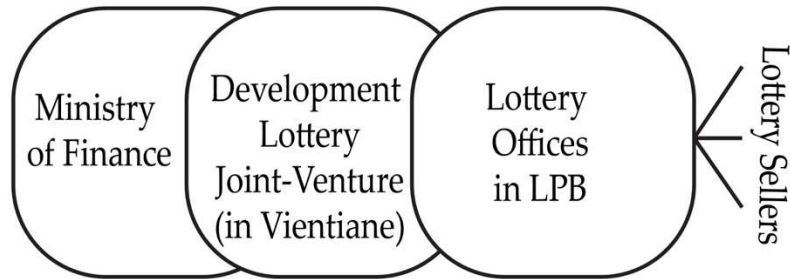 Ministry
of Finance
Development
Lottery
Joint-Venture
(in Vientiane)
Lottery
Offices
in LPB
Lottery Sellers